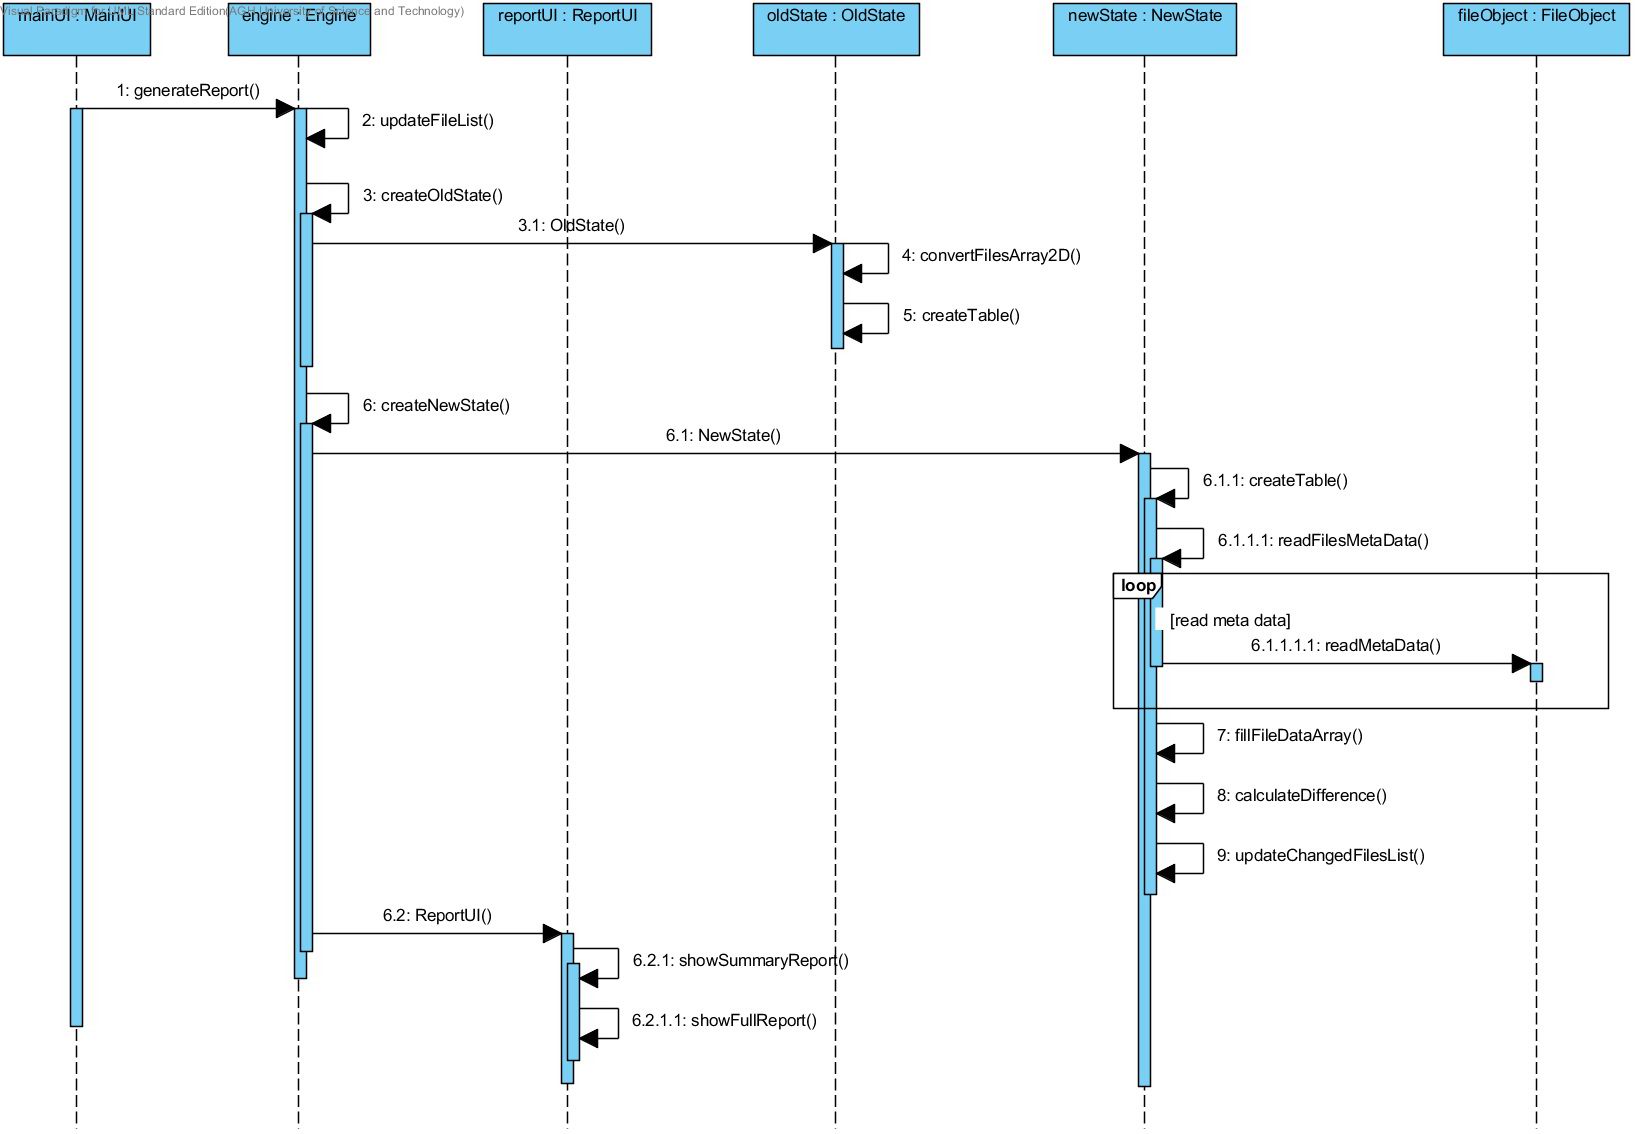 Visual Paradigm for UML Standard Edition(AGH University of Science and Technology)
mainUI : MainUI
engine : Engine
reportUI : ReportUI
oldState : OldState
newState : NewState
fileObject : FileObject
1: generateReport()
2: updateFileList()
3: createOldState()
3.1: OldState()
4: convertFilesArray2D()
5: createTable()
6: createNewState()
6.1: NewState()
6.1.1: createTable()
6.1.1.1: readFilesMetaData()
loop
[read meta data]
6.1.1.1.1: readMetaData()
7: fillFileDataArray()
8: calculateDifference()
9: updateChangedFilesList()
6.2: ReportUI()
6.2.1: showSummaryReport()
6.2.1.1: showFullReport()